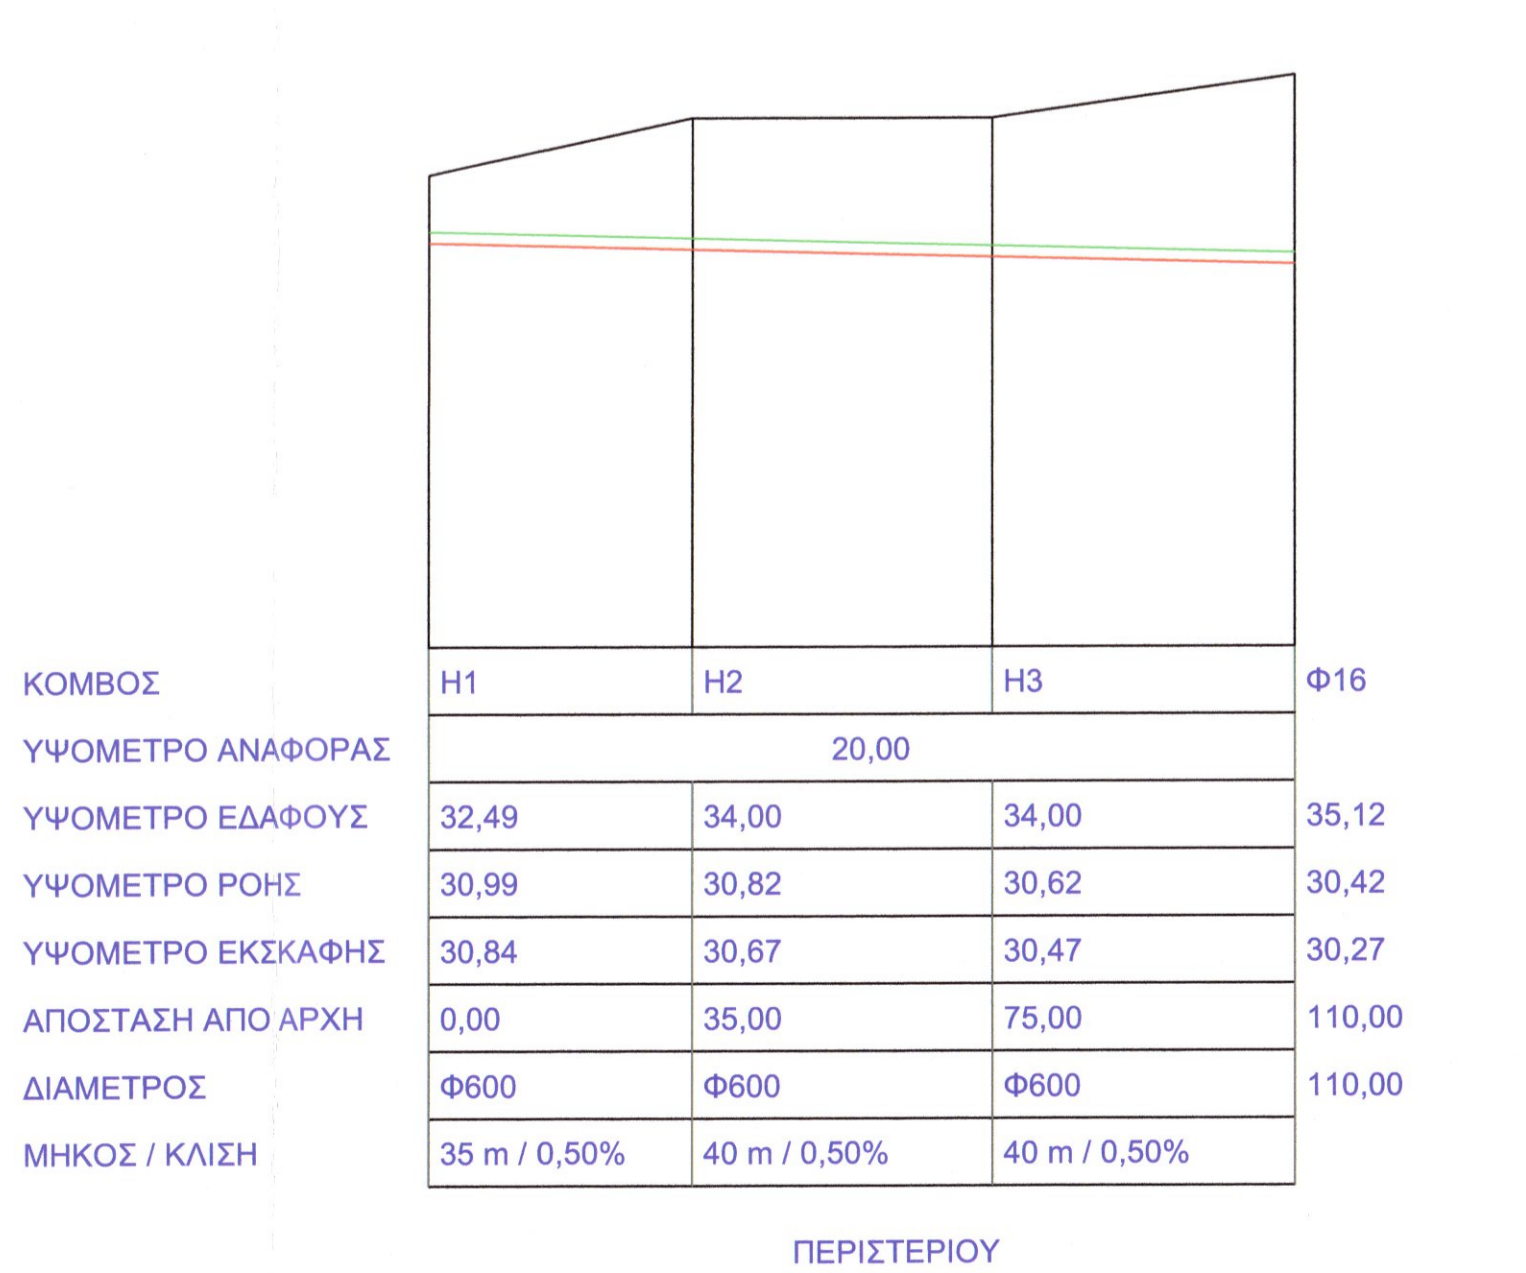 ΚΟΜΒΟΣ Η1 Η2 Η3 Φ16
ΥΨΟΜΕΤΡΟ ΑΝΑΦΟΡΑΣ 20,00
ΥΨΟΜΕΤΡΟ ΕΔΑΦΟΥΣ 32,49 34,00 34,00 35,12
ΥΨΟΜΕΤΡΟ ΡΟΗΣ 30,99 30,82 30,62 30,42
ΥΨΟΜΕΤΡΟ ΕΚΣΚΑΦΗΣ 30,84 30,67 30,47 30,27
ΑΠΟΣΤΑΣΗ ΑΠΟ ΑΡΧΗ 0,00 35,00 75,00 110,00
ΔΙΑΜΕΤΡΟΣ Φ600 Φ600 Φ600 110,00
ΜΗΚΟΣ / ΚΛΙΣΗ 35 m / 0,50% 40 m / 0,50% 40 m / 0,50%
ΠΕΡΙΣΤΕΡΙΟΥ